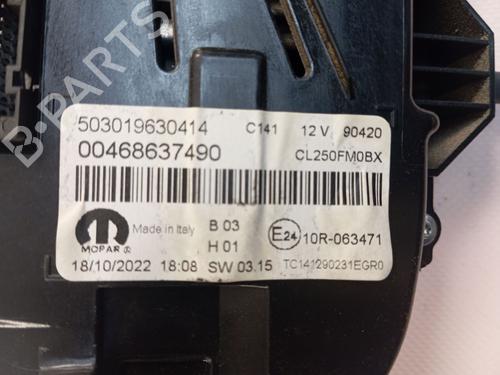 B-PARTS
503019630414 C141 12 V 90420
00468637490 CL250FM0BX
Made in Italy B 03 E24 10R-063471
MOPAR ® H 01
18/10/2022 18:08 SW 03.15 TC141290231EGR0